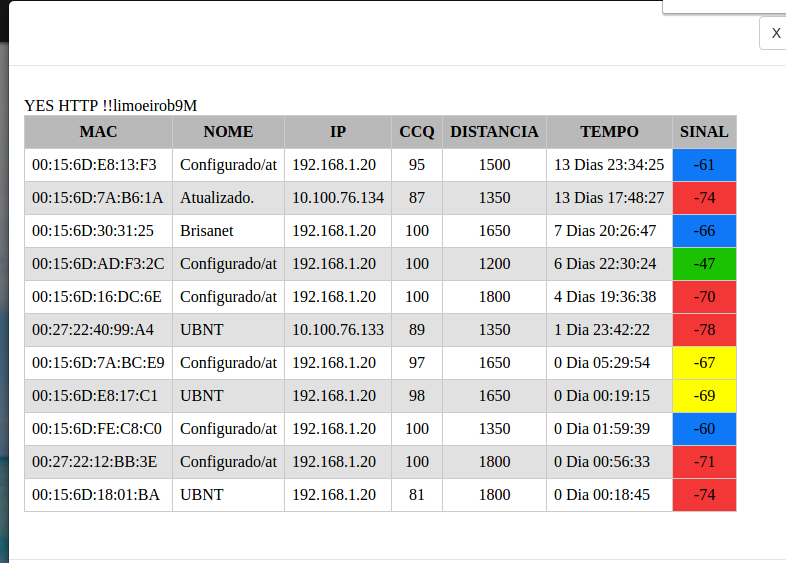 X
YES HTTP !!limoeirob9M
MAC NOME IP CCQ DISTANCIA TEMPO SINAL
00:15:6D:E8:13:F3 Configurado/at 192.168.1.20 95 1500 13 Dias 23:34:25 -61
00:15:6D:7A:B6:1A Atualizado. 10.100.76.134 87 1350 13 Dias 17:48:27 -74
00:15:6D:30:31:25 Brisanet 192.168.1.20 100 1650 7 Dias 20:26:47 -66
00:15:6D:AD:F3:2C Configurado/at 192.168.1.20 100 1200 6 Dias 22:30:24 -47
00:15:6D:16:DC:6E Configurado/at 192.168.1.20 100 1800 4 Dias 19:36:38 -70
00:27:22:40:99:A4 UBNT 10.100.76.133 89 1350 1 Dia 23:42:22 -78
00:15:6D:7A:BC:E9 Configurado/at 192.168.1.20 97 1650 0 Dia 05:29:54 -67
00:15:6D:E8:17:C1 UBNT 192.168.1.20 98 1650 0 Dia 00:19:15 -69
00:15:6D:FE:C8:C0 Configurado/at 192.168.1.20 100 1350 0 Dia 01:59:39 -60
00:27:22:12:BB:3E Configurado/at 192.168.1.20 100 1800 0 Dia 00:56:33 -71
00:15:6D:18:01:BA UBNT 192.168.1.20 81 1800 0 Dia 00:18:45 -74